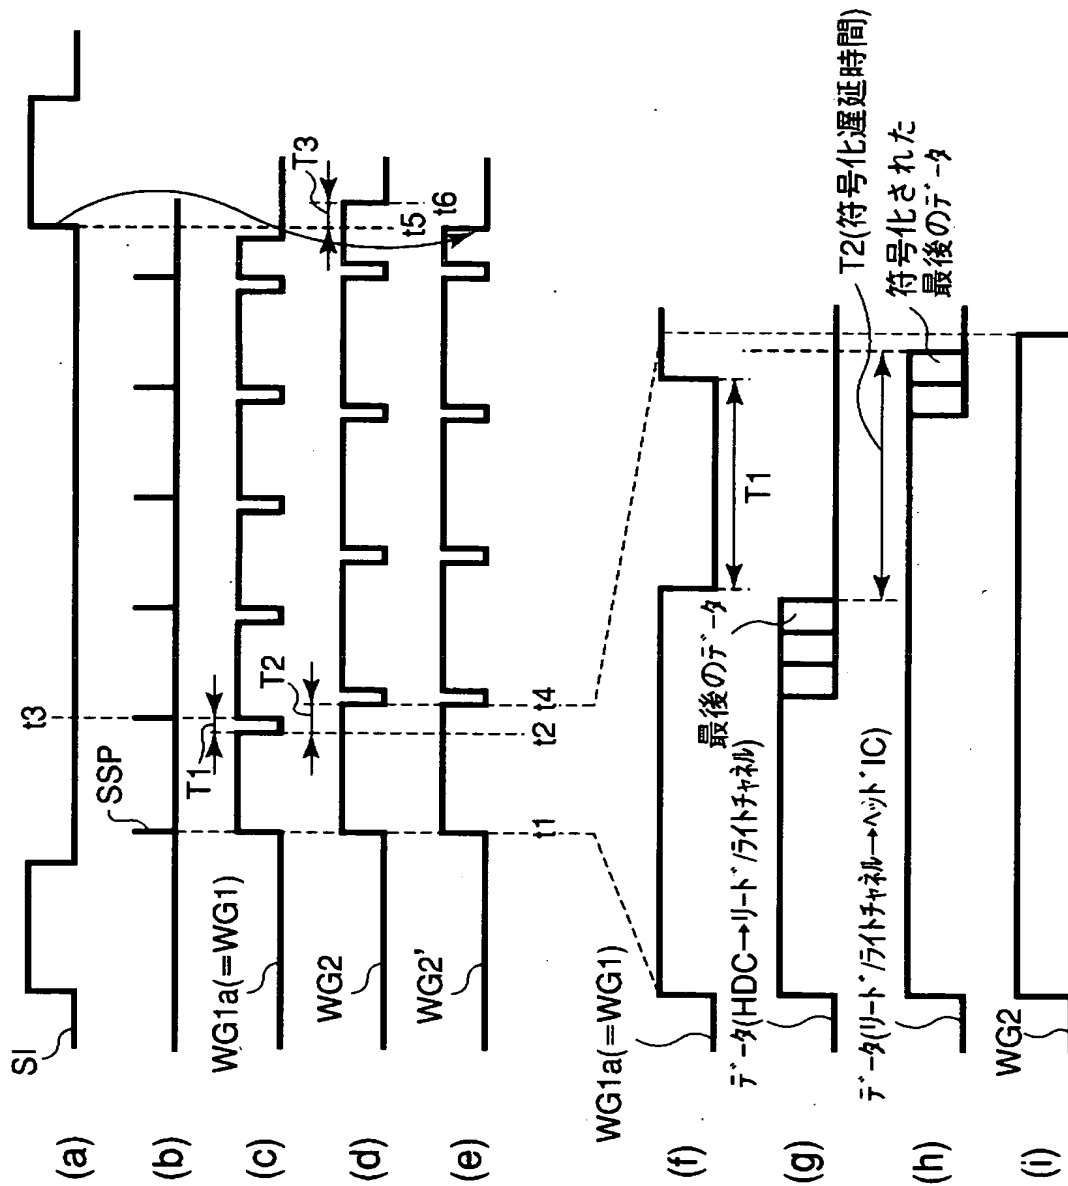 (a)
SI
(b)
SSP
t3
(c)
WG1a(=WG1)
T1
(d)
WG2
T2
T3
(e)
WG2'
t1
t2
t4
t5
t6
(f)
WG1a(=WG1)
T1
(g)
データ(HDC→リード/ライトチャネル)
最後のデータ
T2(符号化遅延時間)
(h)
データ(リード/ライトチャネル→ヘッドIC)
符号化された
最後のデータ
(i)
WG2